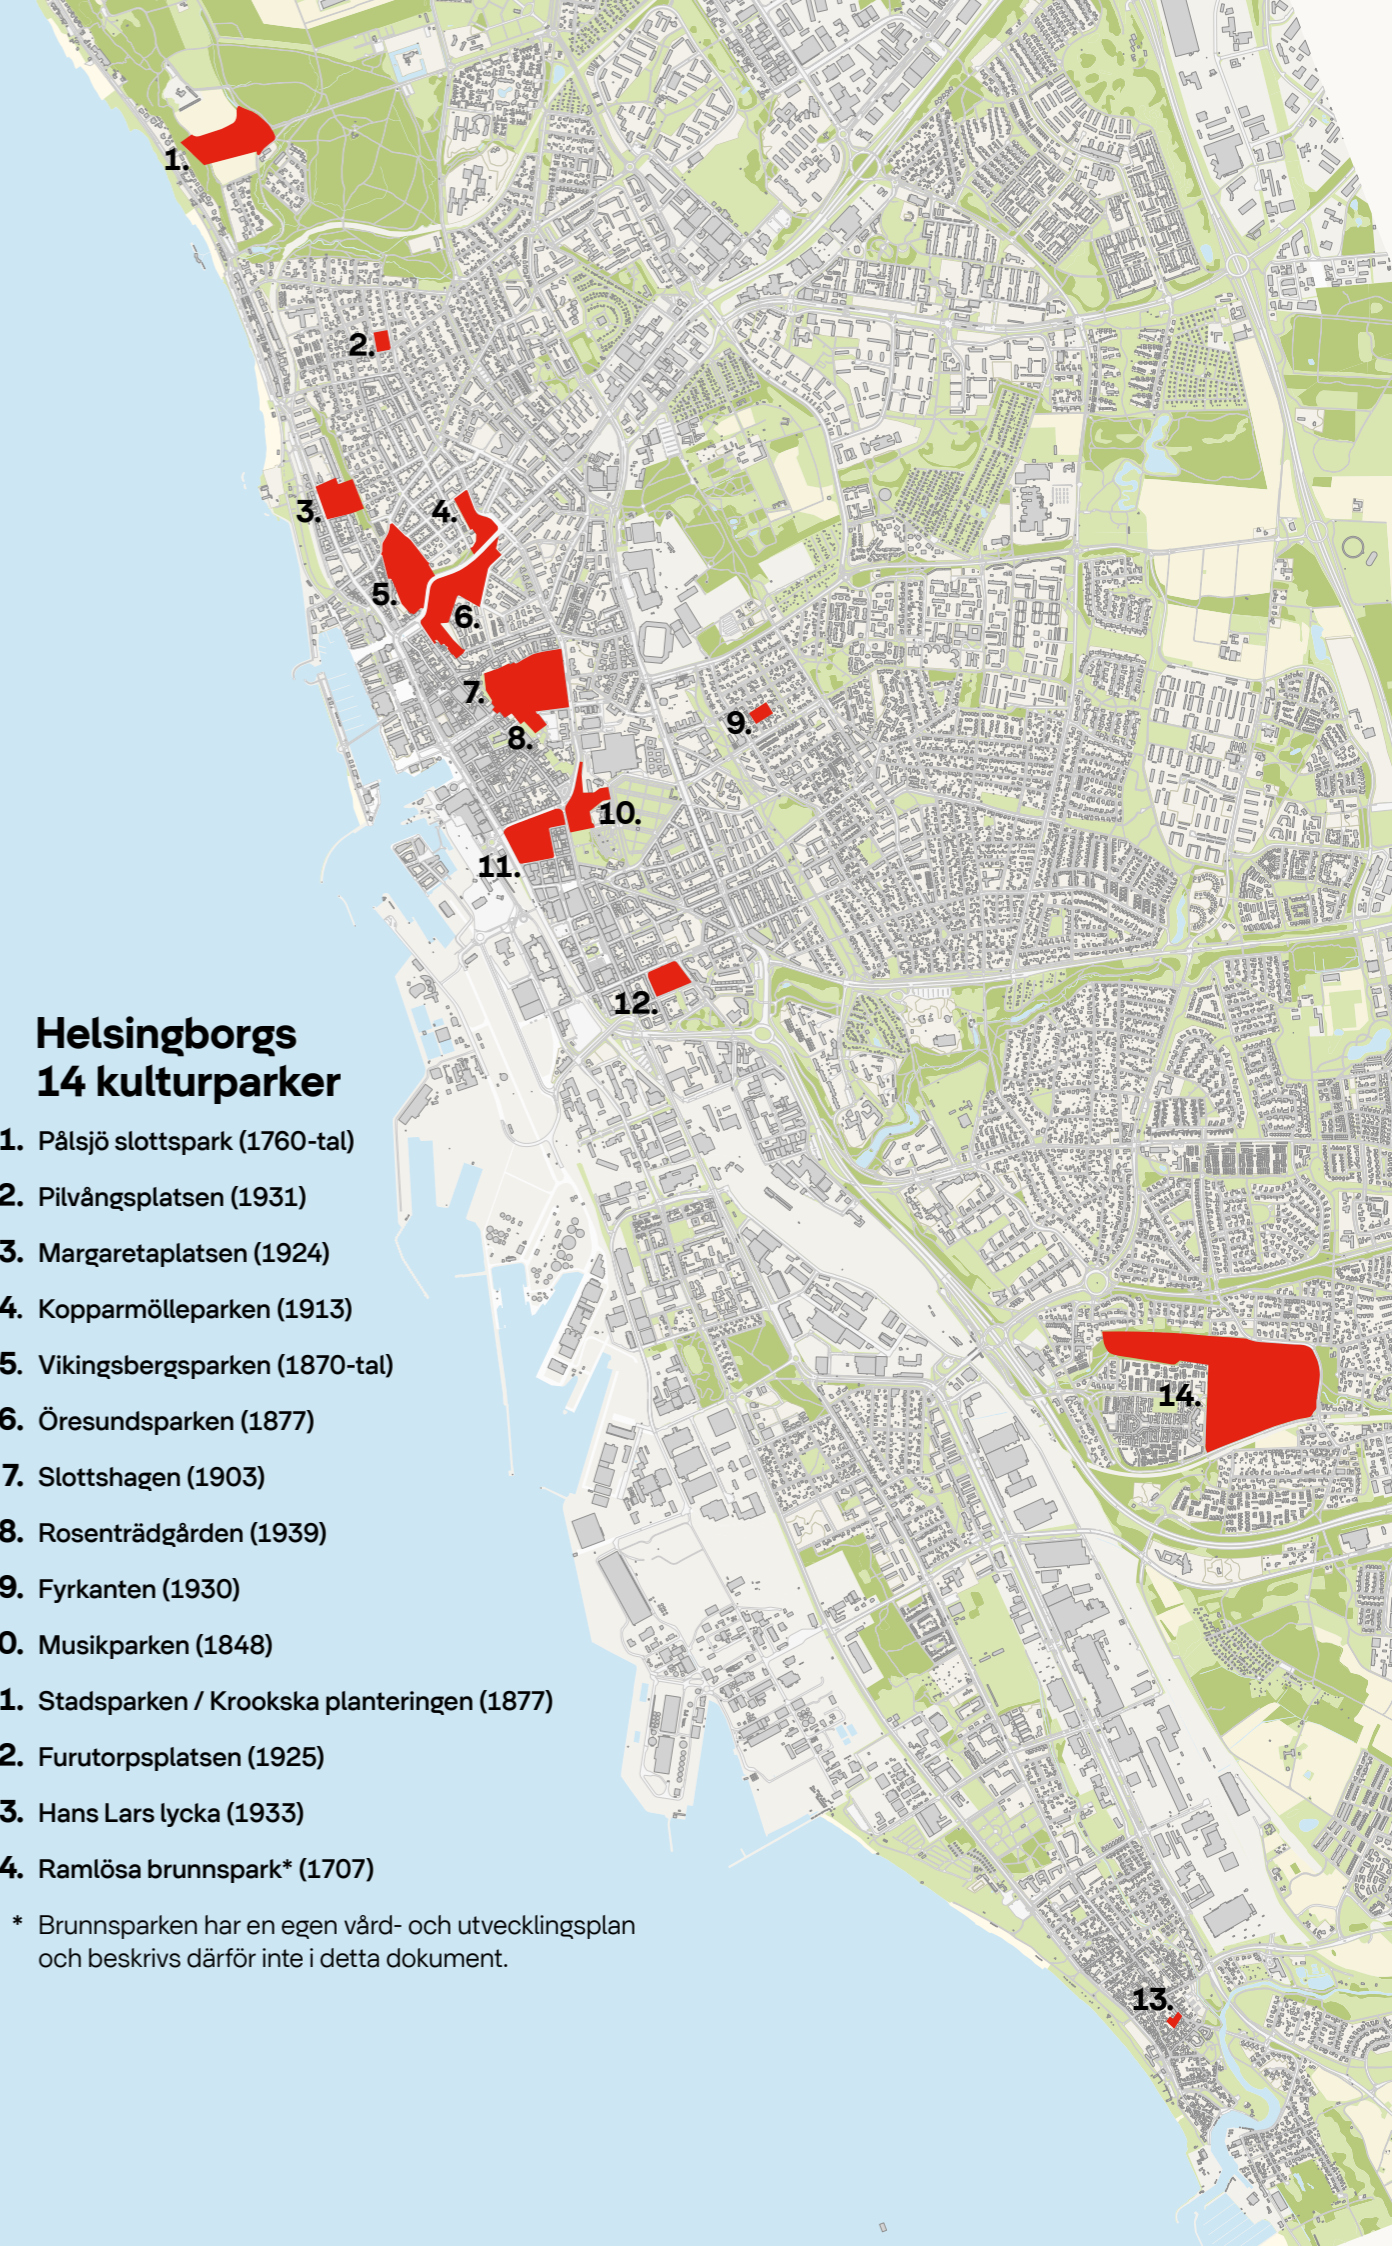 1.
2.
3.
4.
5.
6.
7.
8.
9.
10.
11.
12.
Helsingborgs
14 kulturparker
1. Pålsjö slottspark (1760-tal)
2. Pilvångsplatsen (1931)
3. Margaretaplatsen (1924)
4. Kopparmölleparken (1913)
5. Vikingsbergsparken (1870-tal)
6. Öresundsparken (1877)
7. Slottshagen (1903)
8. Rosenträdgården (1939)
9. Fyrkanten (1930)
0. Musikparken (1848)
1. Stadsparken / Krookska planteringen (1877)
2. Furutorpsplatsen (1925)
3. Hans Lars lycka (1933)
4. Ramlösa brunnspark* (1707)
* Brunnsparken har en egen vård- och utvecklingsplan
och beskrivs därför inte i detta dokument.
14.
13.